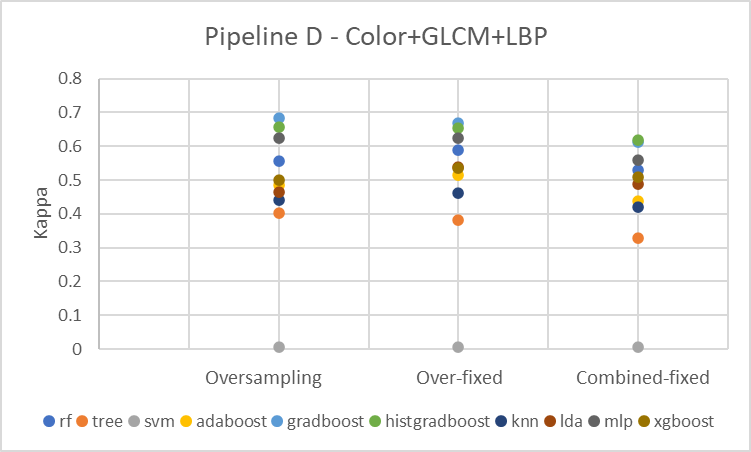 Pipeline D - Color+GLCM+LBP
0.8
0.7
0.6
0.5
0.4
0.3
0.2
0.1
0
Kappa
Oversampling Over-fixed Combined-fixed
rf tree svm adaboost gradboost histgradboost knn lda mlp xgboost